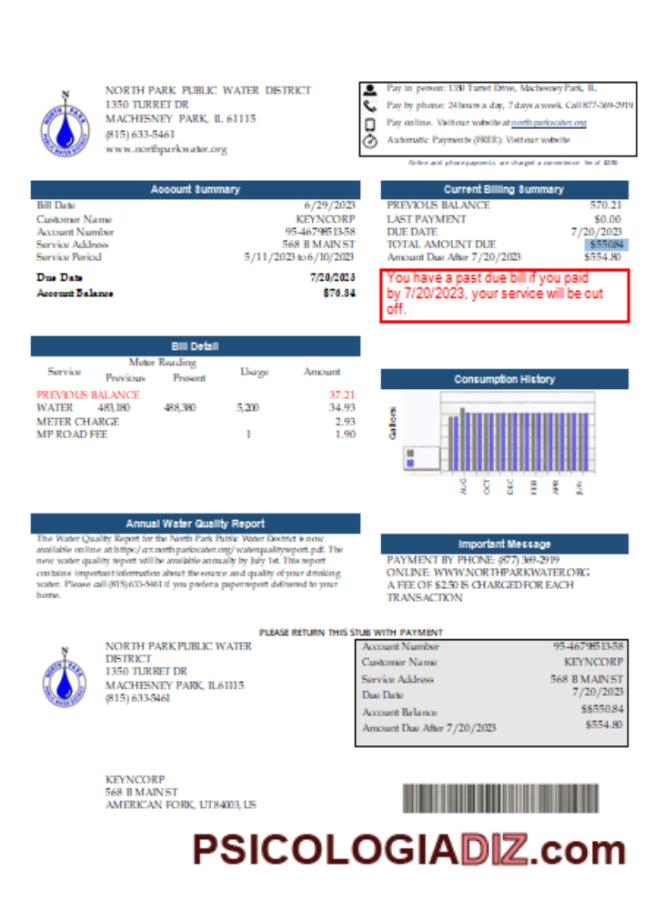 NORTH PARK PUBLIC WATER DISTRICT
1350 TURRET DR
MACHESNEY PARK, IL 61115
(815) 633-5461
www.northparkwater.org
Pay in person: 1350 Turret Drive, Machesney Park, IL
Pay by phone: 24 hours a day, 7 days a week. Call 877-369-2919
Pay online. Visit our website at northparkwater.org
Automatic Payments (FREE): Visit our website
Online and phone payments are charged a convenience fee of
Account Summary
Bill Date 6/29/2023
Customer Name KEYNCORP
Account Number 95-46798513-58
Service Address 568 B MAIN ST
Service Period 5/11/2023 to 6/10/2023
Due Date 7/20/2023
Account Balance $76.84
Current Billing Summary
PREVIOUS BALANCE 570.21
LAST PAYMENT $0.00
DUE DATE 7/20/2023
TOTAL AMOUNT DUE $550.84
Amount Due After 7/20/2023 $554.80
You have a past due bill if you paid
by 7/20/2023, your service will be cut
off.
Bill Detail
Meter Reading
Service Previous Present Usage Amount
PREVIOUS BALANCE 37.21
WATER 483,180 488,380 5,200 34.93
METER CHARGE 2.93
MP ROAD FEE 1 1.90
Consumption History
Gallons
AUG OCT DEC FEB APR JUN
Annual Water Quality Report
The Water Quality Report for the North Park Public Water District is now
available online at: https://ccr.northparkwater.org/waterqualityreport.pdf. The
new water quality report will be available annually by July 1st. This report
contains important information about the source and quality of your drinking
water. Please call (815) 633-5461 if you prefer a paper report delivered to your
home.
Important Message
PAYMENT BY PHONE: (877) 369-2919
ONLINE: WWW.NORTHPARKWATER.ORG
A FEE OF $2.50 IS CHARGED FOR EACH
TRANSACTION
PLEASE RETURN THIS STUB WITH PAYMENT
NORTH PARK PUBLIC WATER
DISTRICT
1350 TURRET DR
MACHESNEY PARK, IL 61115
(815) 633-5461
Account Number 95-46798513-58
Customer Name KEYNCORP
Service Address 568 B MAIN ST
Due Date 7/20/2023
Account Balance $$550.84
Amount Due After 7/20/2023 $554.80
KEYNCORP
568 B MAIN ST
AMERICAN FORK, UT 84003, US
PSICOLOGIADIZ.com